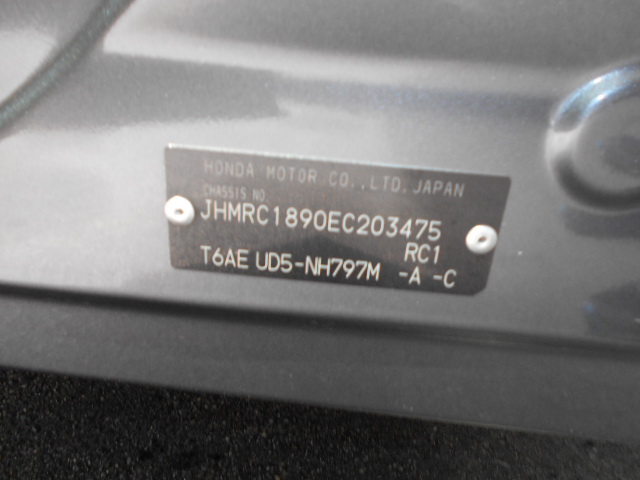 HONDA MOTOR CO.,LTD. JAPAN
CHASSIS NO.
JHMRC1890EC203475
RC1
T6AE UD5-NH797M -A -C